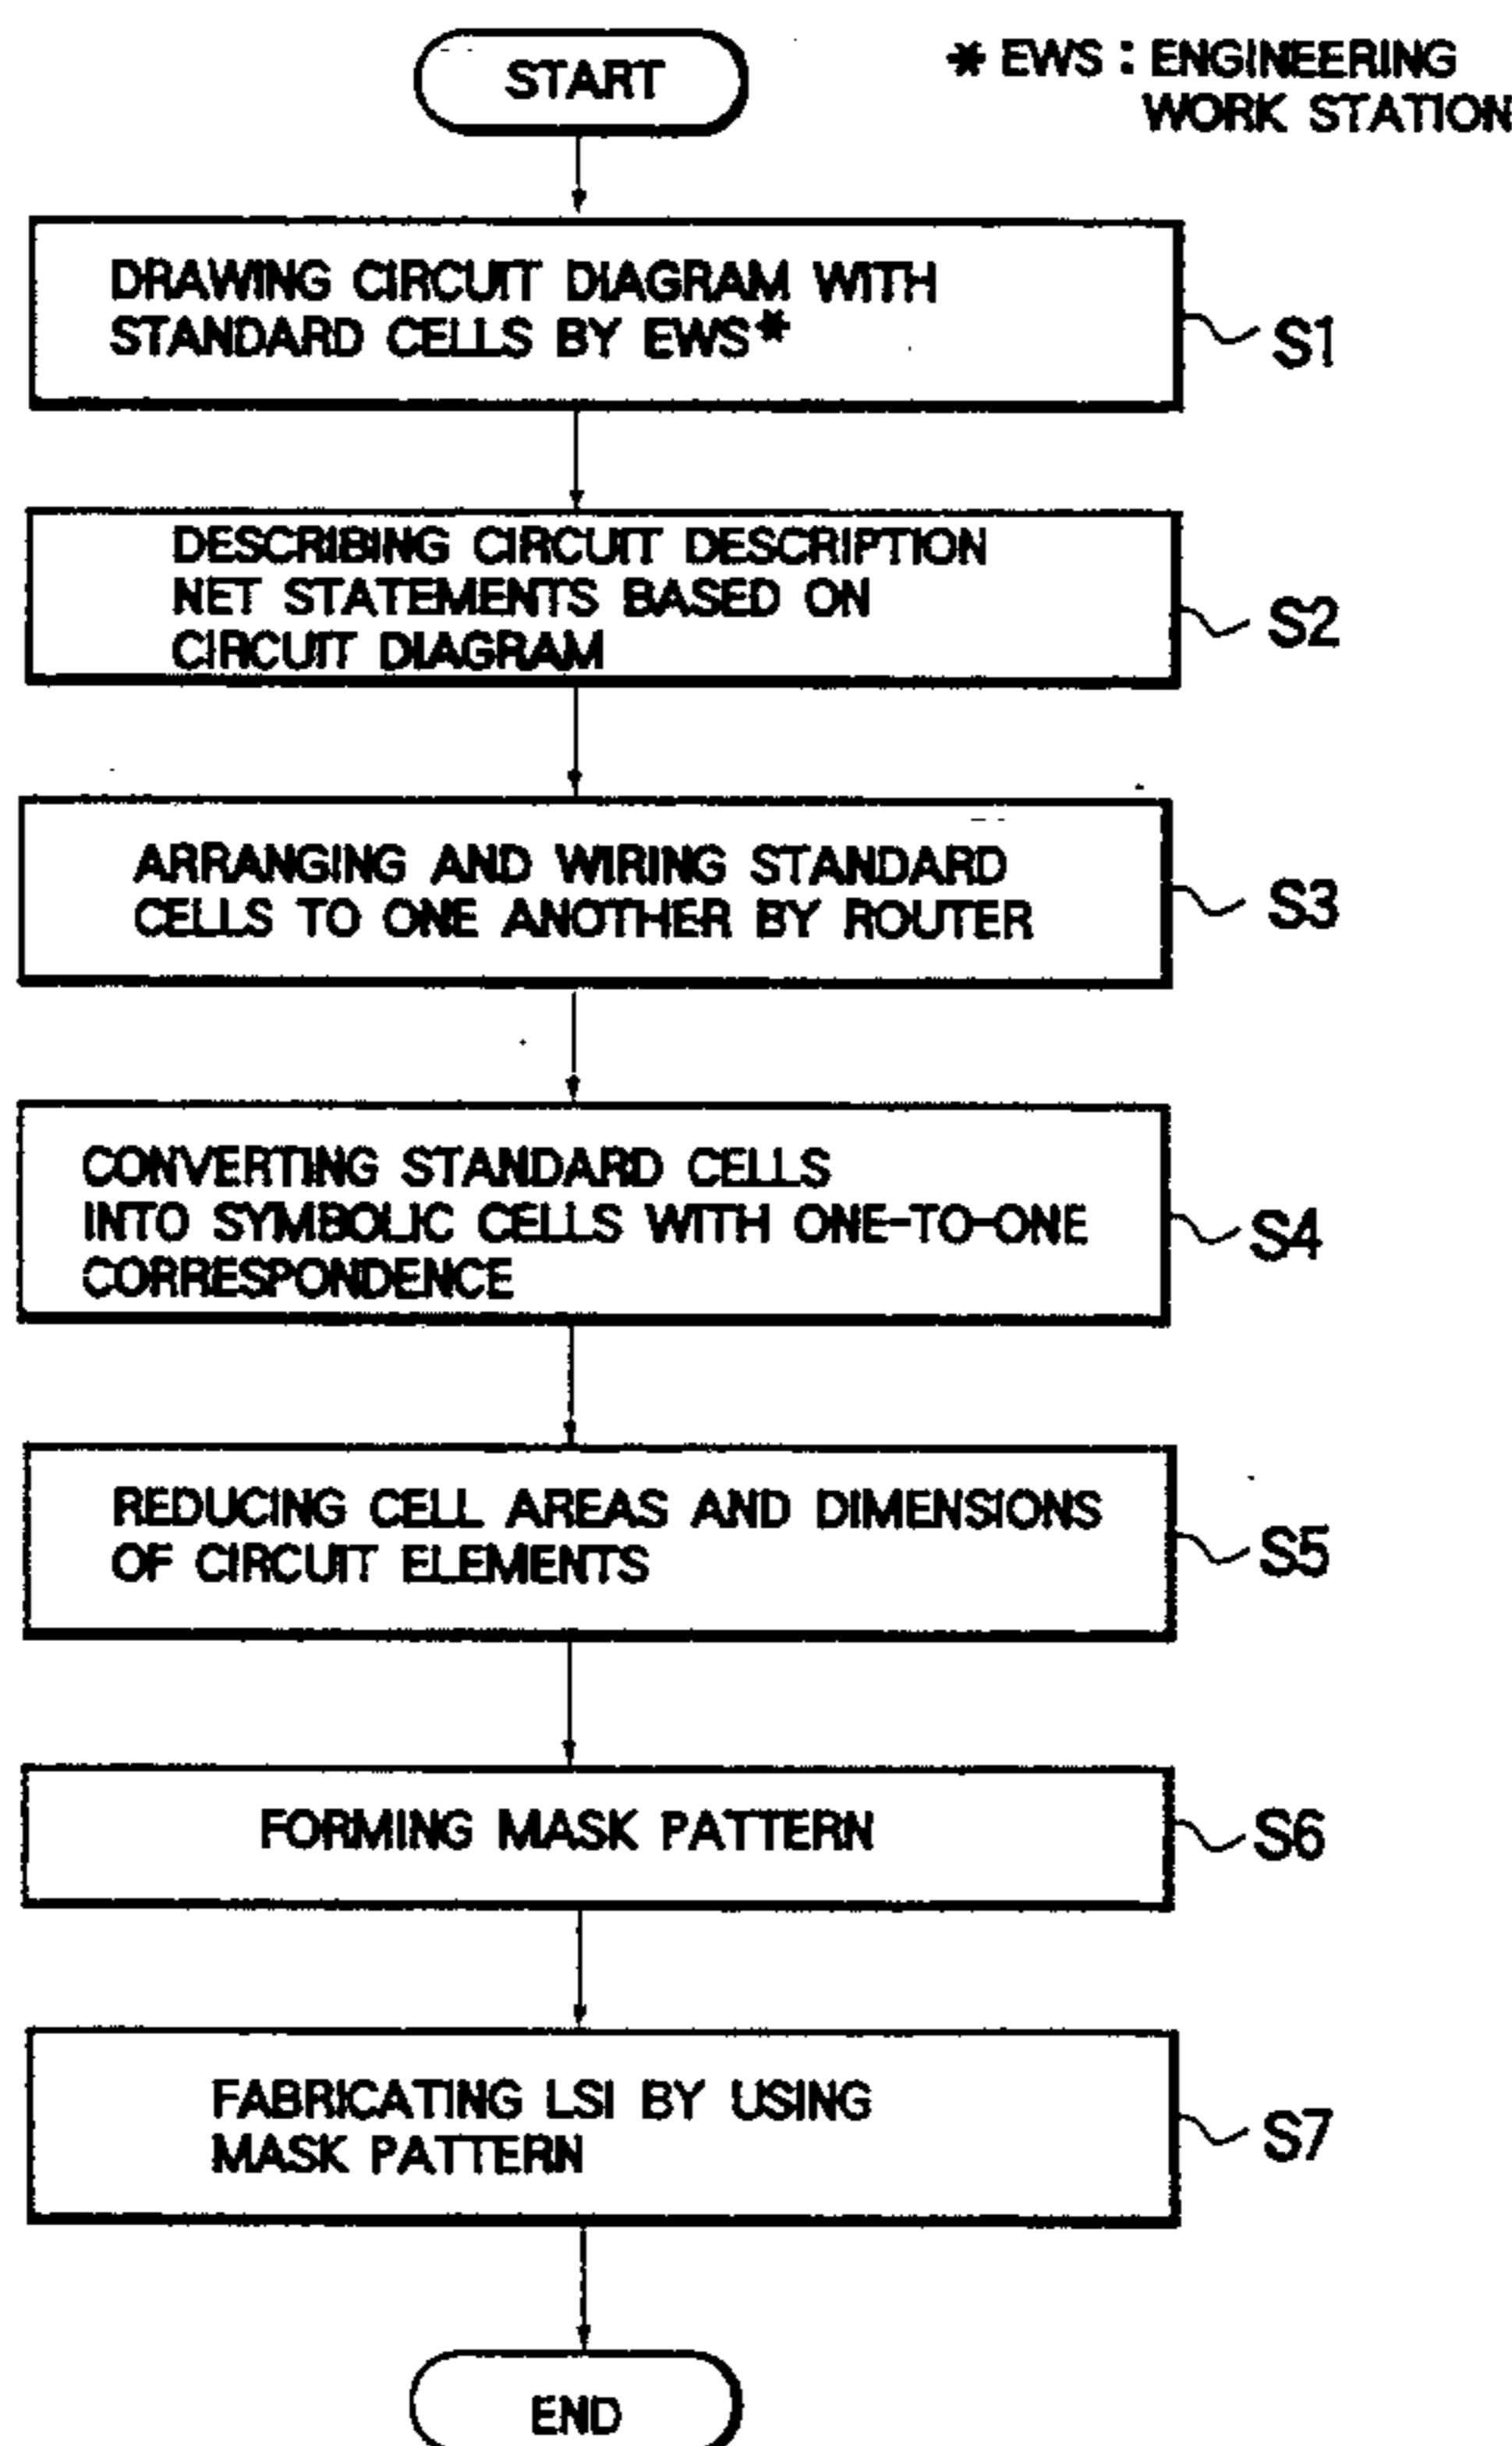 START
* EWS : ENGINEERING
WORK STATION
DRAWING CIRCUIT DIAGRAM WITH
STANDARD CELLS BY EWS*
S1
DESCRIBING CIRCUIT DESCRIPTION
NET STATEMENTS BASED ON
CIRCUIT DIAGRAM
S2
ARRANGING AND WIRING STANDARD
CELLS TO ONE ANOTHER BY ROUTER
S3
CONVERTING STANDARD CELLS
INTO SYMBOLIC CELLS WITH ONE-TO-ONE
CORRESPONDENCE
S4
REDUCING CELL AREAS AND DIMENSIONS
OF CIRCUIT ELEMENTS
S5
FORMING MASK PATTERN
S6
FABRICATING LSI BY USING
MASK PATTERN
S7
END